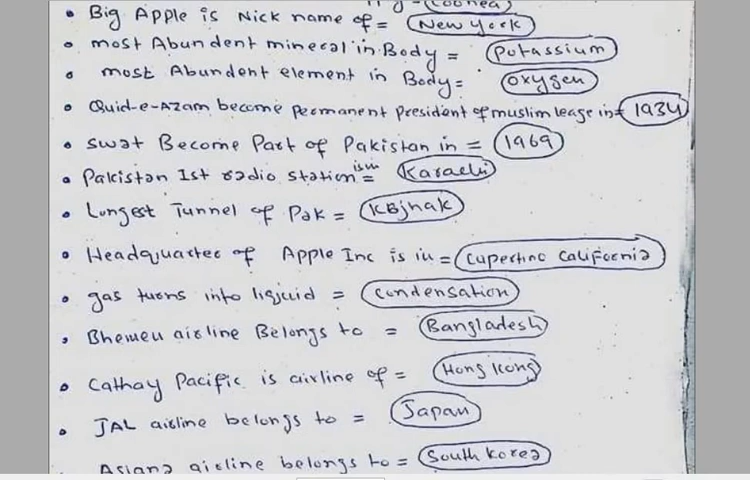 • Big Apple is Nick name of = New York
• most Abundent mineral in Body = Potassium
• most Abundent element in Body = Oxygen
• Quid-e-Azam become Permanent President of muslim leage in = 1934
• swat Become Part of Pakistan in = 1969
• Pakistan 1st radio station is in = Karachi
• Longest Tunnel of Pak =
• Headquarter of Apple Inc is in = Cupertino California
• gas turns into liqiuid = Condensation
• airline Belongs to = Bangladesh
• Cathay Pacific is airline of = Hong Kong
• JAL airline belongs to = Japan
Asiana airline belongs to = South Korea